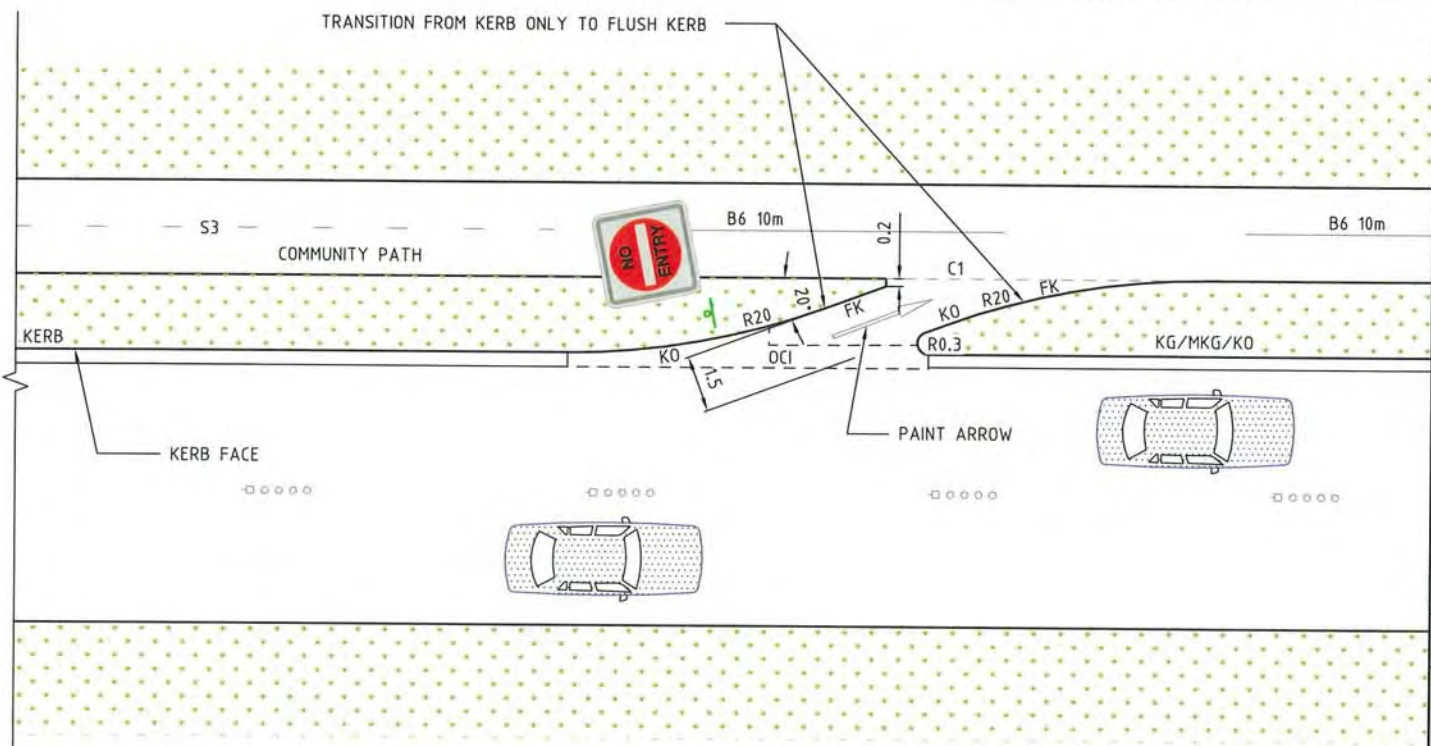 TRANSITION FROM KERB ONLY TO FLUSH KERB
S3
NO
ENTRY
B6 10m
0.2
B6 10m
COMMUNITY PATH
C1
20°
R20
FK
KO
R20
FK
KERB
KO
OCI
R0.3
KG/MKG/KO
1.5
PAINT ARROW
KERB FACE